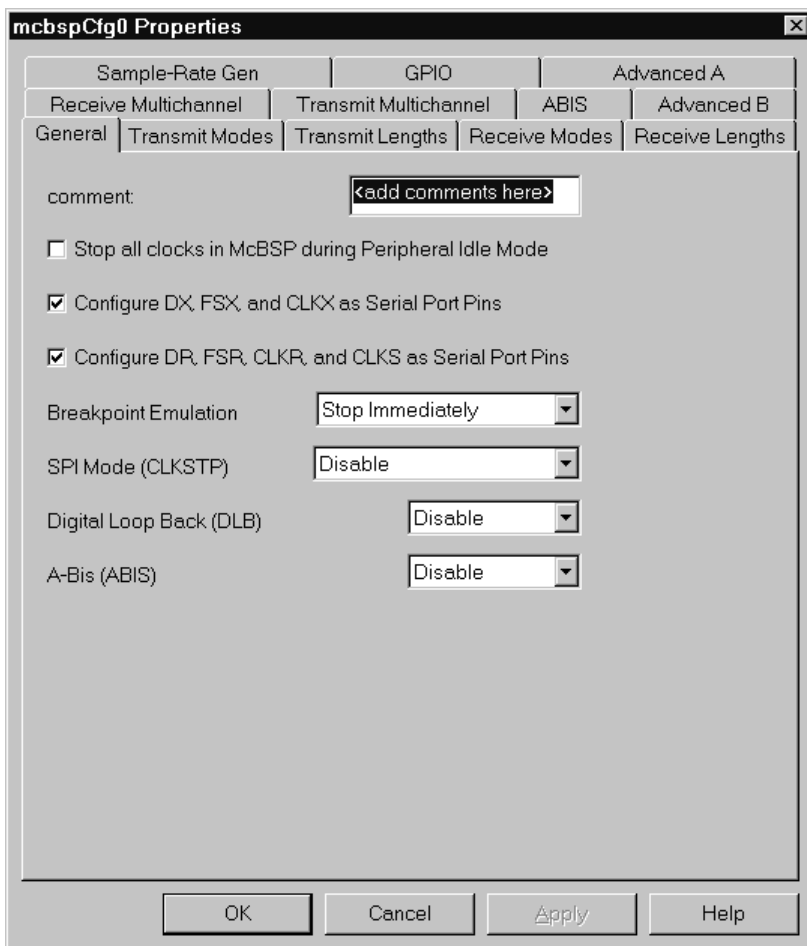 mcbspCfg0 Properties
Sample-Rate Gen GPIO Advanced A
Receive Multichannel Transmit Multichannel ABIS Advanced B
General Transmit Modes Transmit Lengths Receive Modes Receive Lengths
comment: <add comments here>
Stop all clocks in McBSP during Peripheral Idle Mode
Configure DX, FSX, and CLKX as Serial Port Pins
Configure DR, FSR, CLKR, and CLKS as Serial Port Pins
Breakpoint Emulation Stop Immediately
SPI Mode (CLKSTP) Disable
Digital Loop Back (DLB) Disable
A-Bis (ABIS) Disable
OK Cancel Apply Help